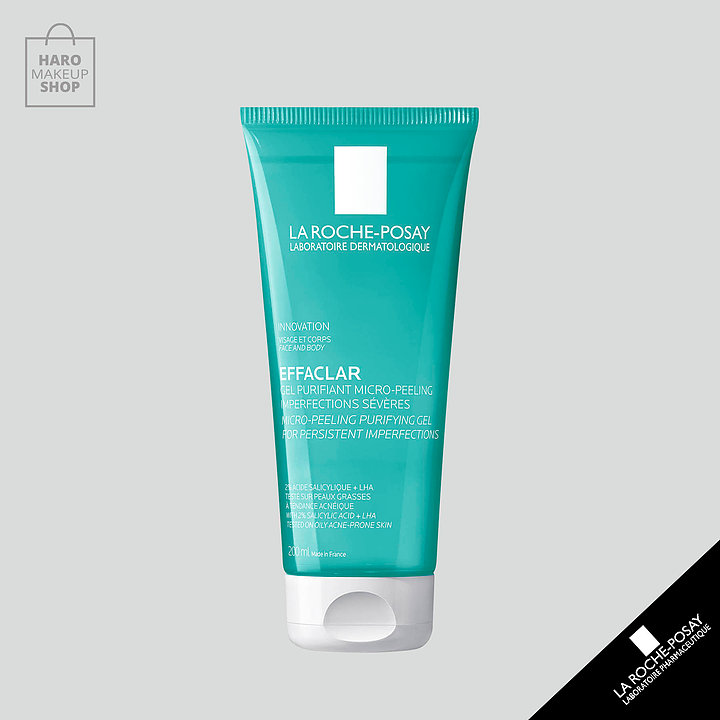 HARO
MAKEUP
SHOP
LA ROCHE-POSAY
LABORATOIRE DERMATOLOGIQUE
INNOVATION
VISAGE ET CORPS
FACE AND BODY
EFFACLAR
GEL PURIFIANT MICRO-PEELING
IMPERFECTIONS SÉVÈRES
MICRO-PEELING PURIFYING GEL
FOR PERSISTENT IMPERFECTIONS
2% ACIDE SALICYLIQUE + LHA
TESTÉ SUR PEAUX GRASSES
À TENDANCE ACNÉIQUE
WITH 2% SALICYLIC ACID + LHA
TESTED ON OILY ACNE-PRONE SKIN
200 ml Made in France
LA ROCHE-POSAY
LABORATOIRE PHARMACEUTIQUE